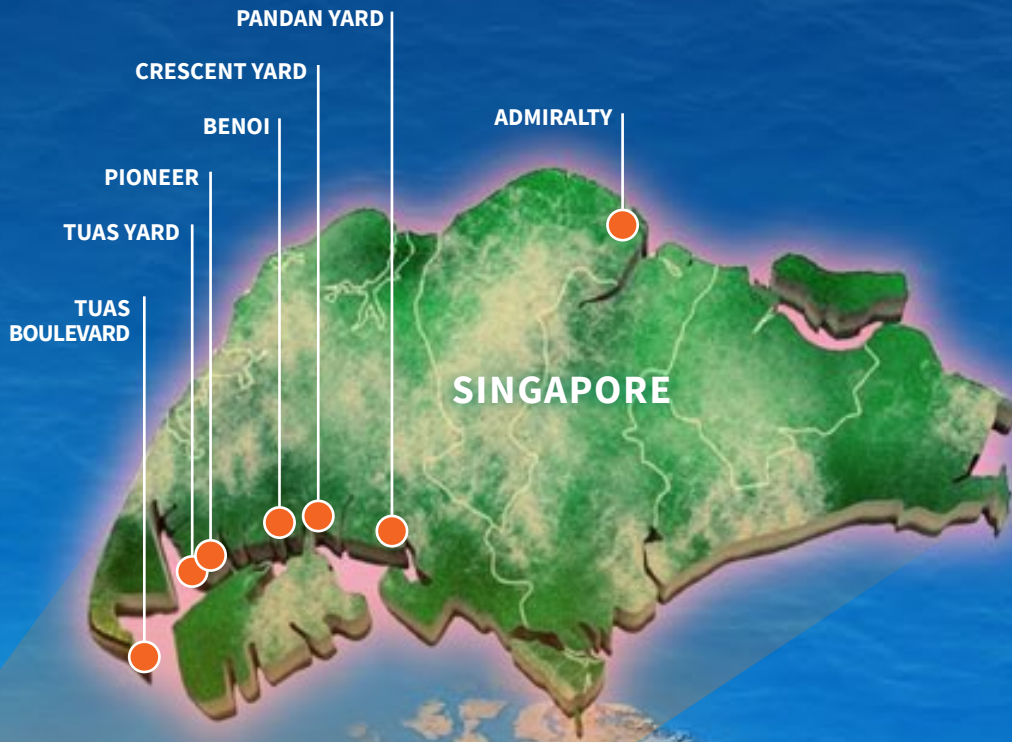 PANDAN YARD
CRESCENT YARD
BENOI
ADMIRALTY
PIONEER
TUAS YARD
TUAS
BOULEVARD
SINGAPORE